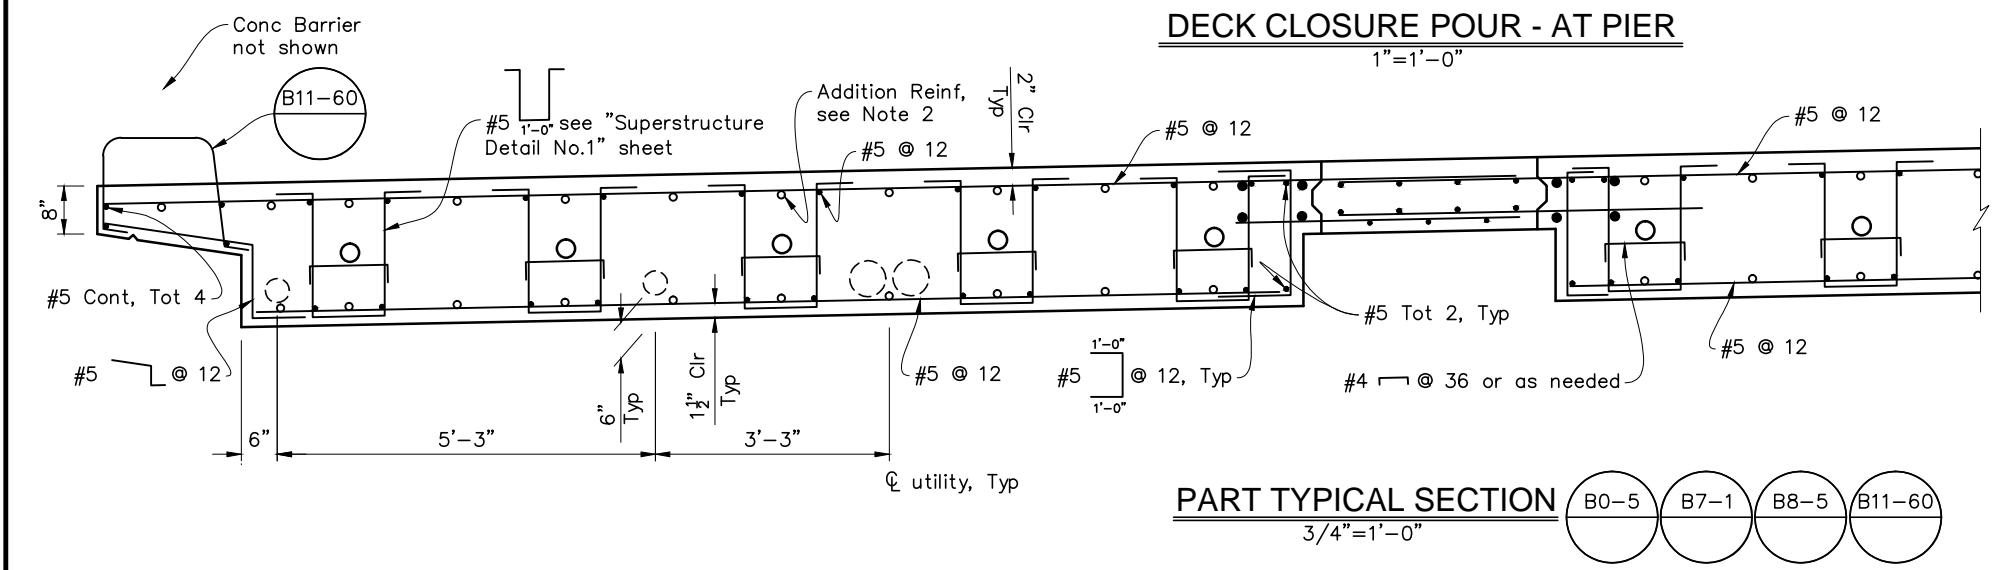 Conc Barrier
not shown
B11-60
DECK CLOSURE POUR - AT PIER
1"=1'-0"
#5 1'-0" see "Superstructure
Detail No.1" sheet
Addition Reinf,
see Note 2
#5 @ 12
2" Clr
Typ
#5 @ 12
#5 @ 12
8"
#5 Cont, Tot 4
#5 @ 12
6"
5'-3"
6"
Typ
1 1/2" Clr
Typ
3'-3"
℄ utility, Typ
#5 @ 12
1'-0"
#5 @ 12, Typ
1'-0"
#5 Tot 2, Typ
#4 @ 36 or as needed
#5 @ 12
PART TYPICAL SECTION
3/4"=1'-0"
B0-5
B7-1
B8-5
B11-60